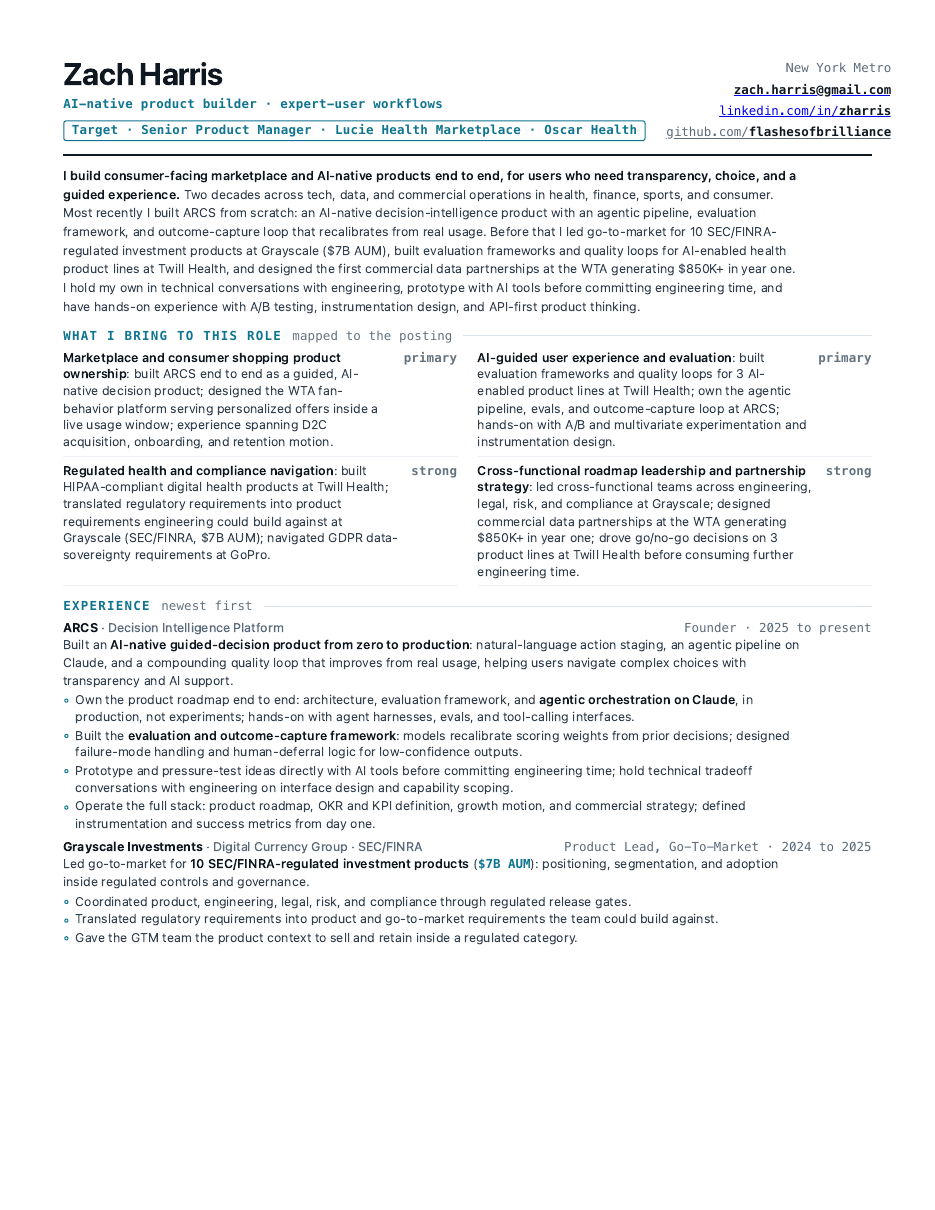 Zach Harris
AI-native product builder · expert-user workflows
Target · Senior Product Manager · Lucie Health Marketplace · Oscar Health
New York Metro
zach.harris@gmail.com
linkedin.com/in/zharris
github.com/flashesofbrilliance
I build consumer-facing marketplace and AI-native products end to end, for users who need transparency, choice, and a
guided experience. Two decades across tech, data, and commercial operations in health, finance, sports, and consumer.
Most recently I built ARCS from scratch: an AI-native decision-intelligence product with an agentic pipeline, evaluation
framework, and outcome-capture loop that recalibrates from real usage. Before that I led go-to-market for 10 SEC/FINRA-
regulated investment products at Grayscale ($7B AUM), built evaluation frameworks and quality loops for AI-enabled health
product lines at Twill Health, and designed the first commercial data partnerships at the WTA generating $850K+ in year one.
I hold my own in technical conversations with engineering, prototype with AI tools before committing engineering time, and
have hands-on experience with A/B testing, instrumentation design, and API-first product thinking.
WHAT I BRING TO THIS ROLE mapped to the posting
Marketplace and consumer shopping product primary
ownership: built ARCS end to end as a guided, AI-
native decision product; designed the WTA fan-
behavior platform serving personalized offers inside a
live usage window; experience spanning D2C
acquisition, onboarding, and retention motion.
AI-guided user experience and evaluation: built primary
evaluation frameworks and quality loops for 3 AI-
enabled product lines at Twill Health; own the agentic
pipeline, evals, and outcome-capture loop at ARCS;
hands-on with A/B and multivariate experimentation and
instrumentation design.
Regulated health and compliance navigation: built strong
HIPAA-compliant digital health products at Twill Health;
translated regulatory requirements into product
requirements engineering could build against at
Grayscale (SEC/FINRA, $7B AUM); navigated GDPR data-
sovereignty requirements at GoPro.
Cross-functional roadmap leadership and partnership strong
strategy: led cross-functional teams across engineering,
legal, risk, and compliance at Grayscale; designed
commercial data partnerships at the WTA generating
$850K+ in year one; drove go/no-go decisions on 3
product lines at Twill Health before consuming further
engineering time.
EXPERIENCE newest first
ARCS · Decision Intelligence Platform Founder · 2025 to present
Built an AI-native guided-decision product from zero to production: natural-language action staging, an agentic pipeline on
Claude, and a compounding quality loop that improves from real usage, helping users navigate complex choices with
transparency and AI support.
∘ Own the product roadmap end to end: architecture, evaluation framework, and agentic orchestration on Claude, in
production, not experiments; hands-on with agent harnesses, evals, and tool-calling interfaces.
∘ Built the evaluation and outcome-capture framework: models recalibrate scoring weights from prior decisions; designed
failure-mode handling and human-deferral logic for low-confidence outputs.
∘ Prototype and pressure-test ideas directly with AI tools before committing engineering time; hold technical tradeoff
conversations with engineering on interface design and capability scoping.
∘ Operate the full stack: product roadmap, OKR and KPI definition, growth motion, and commercial strategy; defined
instrumentation and success metrics from day one.
Grayscale Investments · Digital Currency Group · SEC/FINRA Product Lead, Go-To-Market · 2024 to 2025
Led go-to-market for 10 SEC/FINRA-regulated investment products ($7B AUM): positioning, segmentation, and adoption
inside regulated controls and governance.
∘ Coordinated product, engineering, legal, risk, and compliance through regulated release gates.
∘ Translated regulatory requirements into product and go-to-market requirements the team could build against.
∘ Gave the GTM team the product context to sell and retain inside a regulated category.